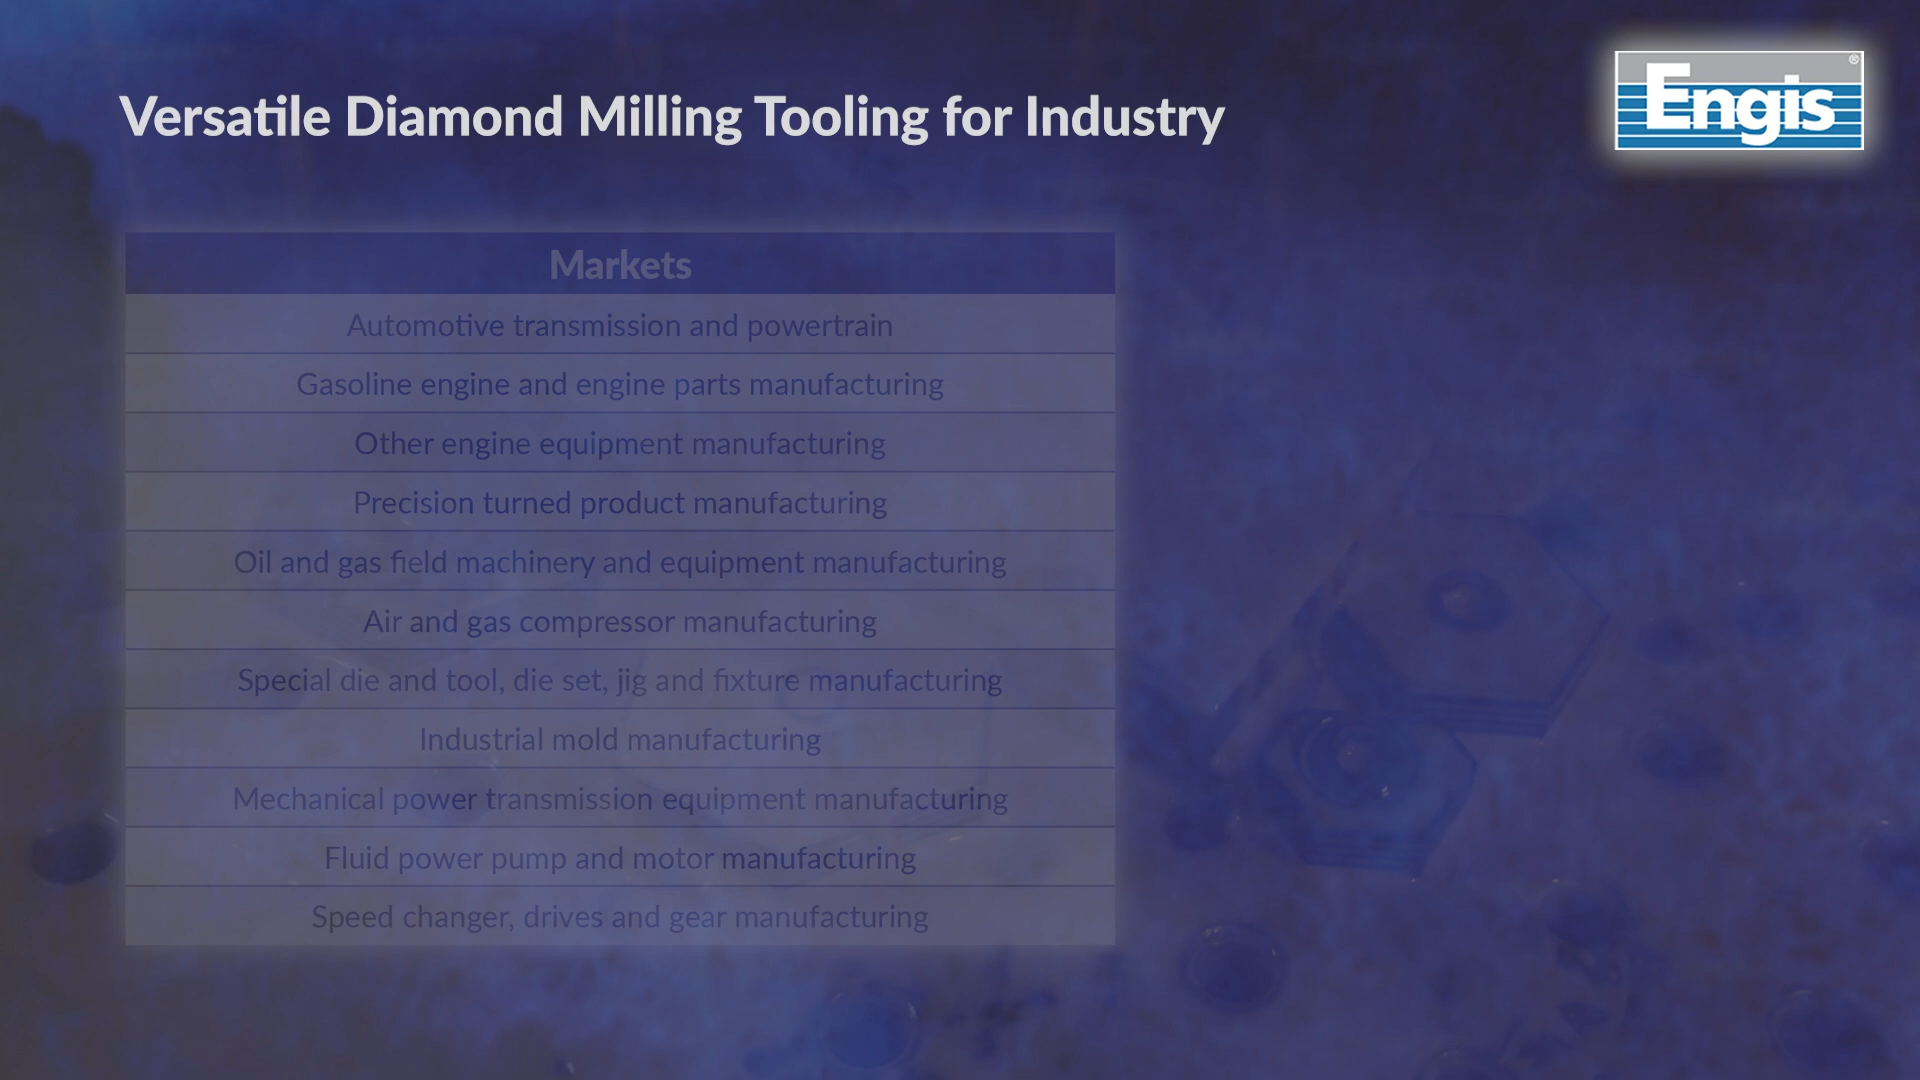 Versatile Diamond Milling Tooling for Industry
Engis®
Markets
Automotive transmission and powertrain
Gasoline engine and engine parts manufacturing
Other engine equipment manufacturing
Precision turned product manufacturing
Oil and gas field machinery and equipment manufacturing
Air and gas compressor manufacturing
Special die and tool, die set, jig and fixture manufacturing
Industrial mold manufacturing
Mechanical power transmission equipment manufacturing
Fluid power pump and motor manufacturing
Speed changer, drives and gear manufacturing